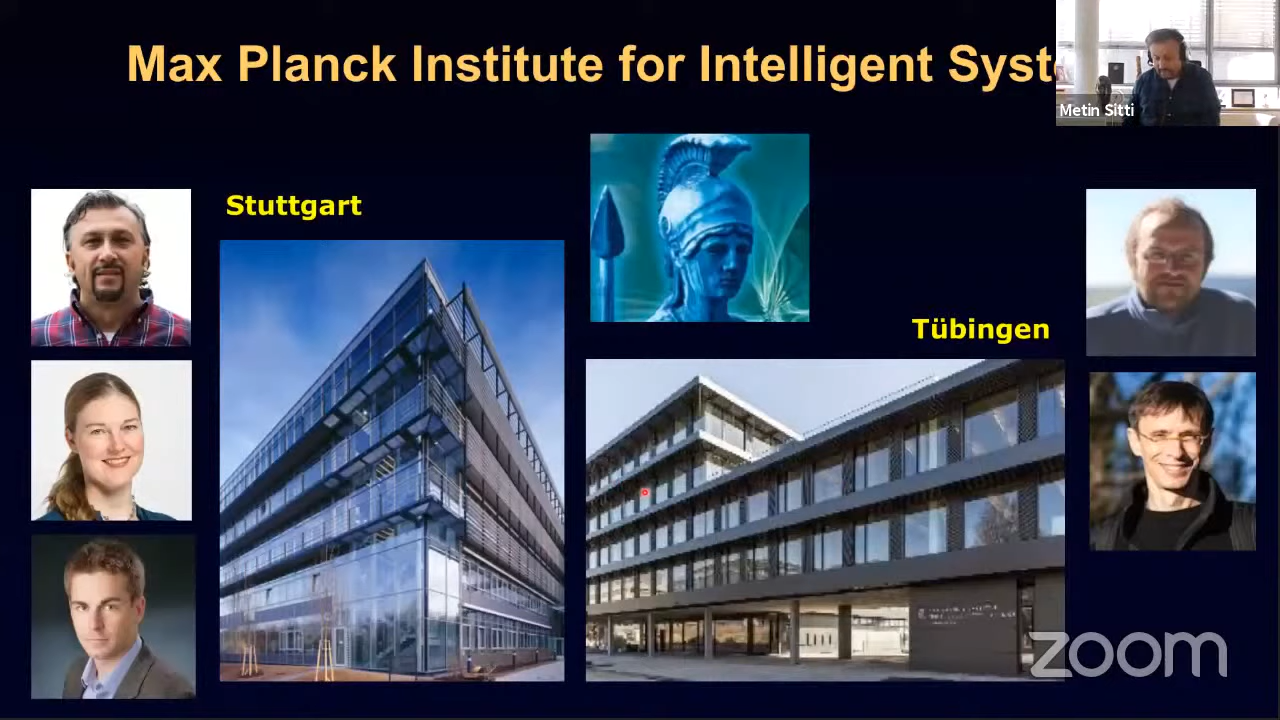 Max Planck Institute for Intelligent Syst
Metin Sitti
Stuttgart
Tübingen
zoom